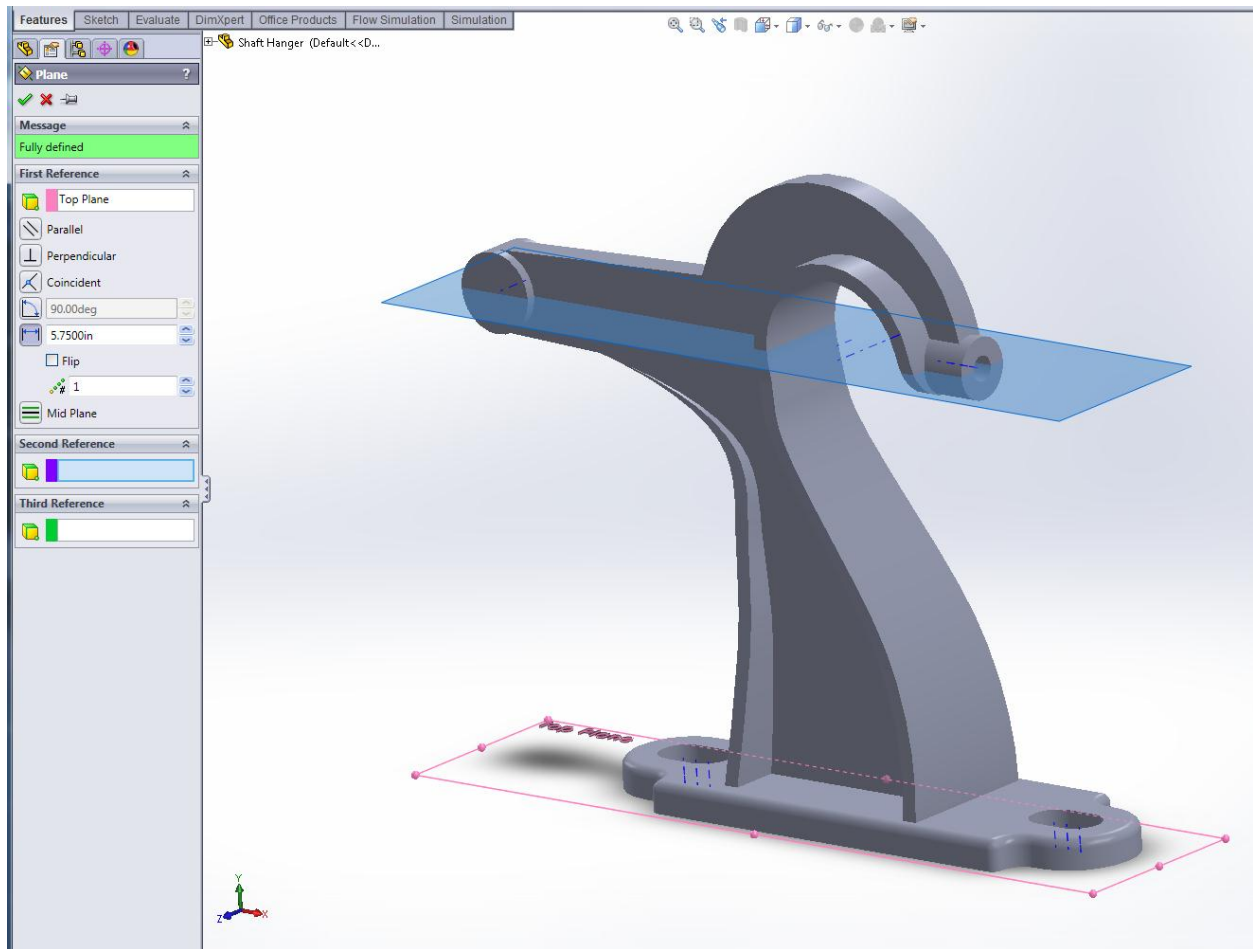 Features Sketch Evaluate DimXpert Office Products Flow Simulation Simulation
Shaft Hanger (Default<<D...
Plane ?
Message
Fully defined
First Reference
Top Plane
Parallel
Perpendicular
Coincident
90.00deg
5.7500in
Flip
# 1
Mid Plane
Second Reference
Third Reference
Top Plane
Y
Z X